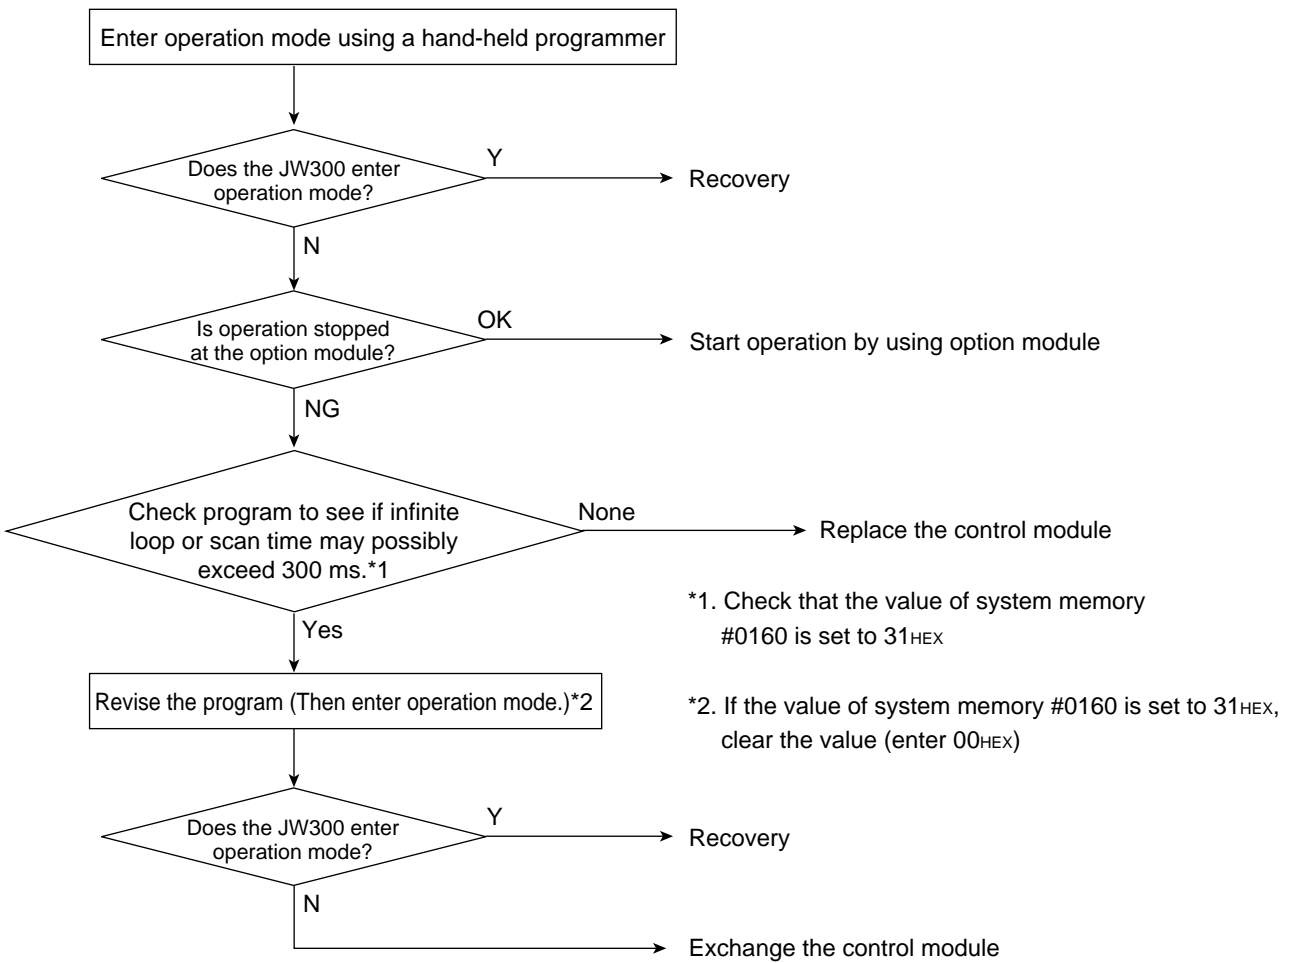 Enter operation mode using a hand-held programmer
Does the JW300 enter
operation mode?
Y
Recovery
N
Is operation stopped
at the option module?
OK
Start operation by using option module
NG
Check program to see if infinite
loop or scan time may possibly
exceed 300 ms.*1
None
Replace the control module
*1. Check that the value of system memory
#0160 is set to 31HEX
Yes
Revise the program (Then enter operation mode.)*2
*2. If the value of system memory #0160 is set to 31HEX,
clear the value (enter 00HEX)
Does the JW300 enter
operation mode?
Y
Recovery
N
Exchange the control module